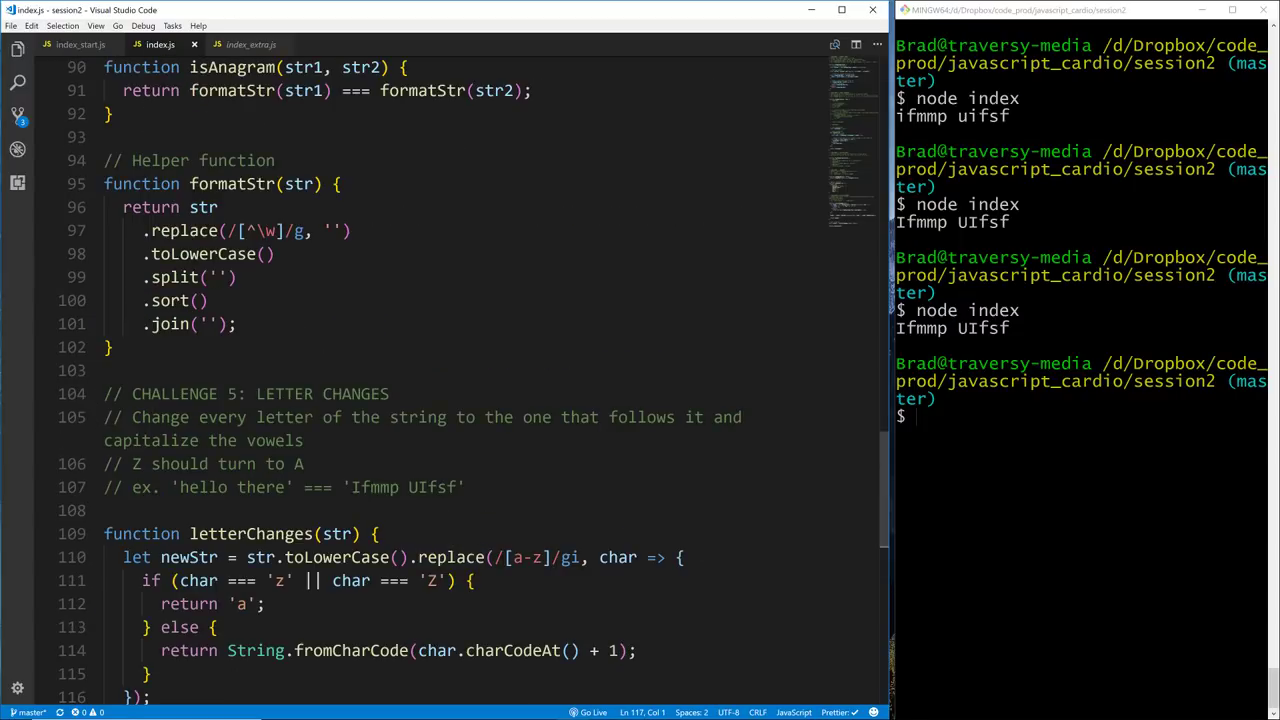 index.js - session2 - Visual Studio Code
File Edit Selection View Go Debug Tasks Help
JS index_start.js JS index.js × JS index_extra.js
90 function isAnagram(str1, str2) {
91 return formatStr(str1) === formatStr(str2);
92 }
93
94 // Helper function
95 function formatStr(str) {
96 return str
97 .replace(/[^\w]/g, '')
98 .toLowerCase()
99 .split('')
100 .sort()
101 .join('');
102 }
103
104 // CHALLENGE 5: LETTER CHANGES
105 // Change every letter of the string to the one that follows it and
capitalize the vowels
106 // Z should turn to A
107 // ex. 'hello there' === 'Ifmmp UIfsf'
108
109 function letterChanges(str) {
110 let newStr = str.toLowerCase().replace(/[a-z]/gi, char => {
111 if (char === 'z' || char === 'Z') {
112 return 'a';
113 } else {
114 return String.fromCharCode(char.charCodeAt() + 1);
115 }
116 });
3
master* 0 0 Go Live Ln 117, Col 1 Spaces: 2 UTF-8 CRLF JavaScript Prettier: ✓
MINGW64:/d/Dropbox/code_prod/javascript_cardio/session2
Brad@traversy-media /d/Dropbox/code_
prod/javascript_cardio/session2 (mas
ter)
$ node index
ifmmp uifsf
Brad@traversy-media /d/Dropbox/code_
prod/javascript_cardio/session2 (mas
ter)
$ node index
Ifmmp UIfsf
Brad@traversy-media /d/Dropbox/code_
prod/javascript_cardio/session2 (mas
ter)
$ node index
Ifmmp UIfsf
Brad@traversy-media /d/Dropbox/code_
prod/javascript_cardio/session2 (mas
ter)
$